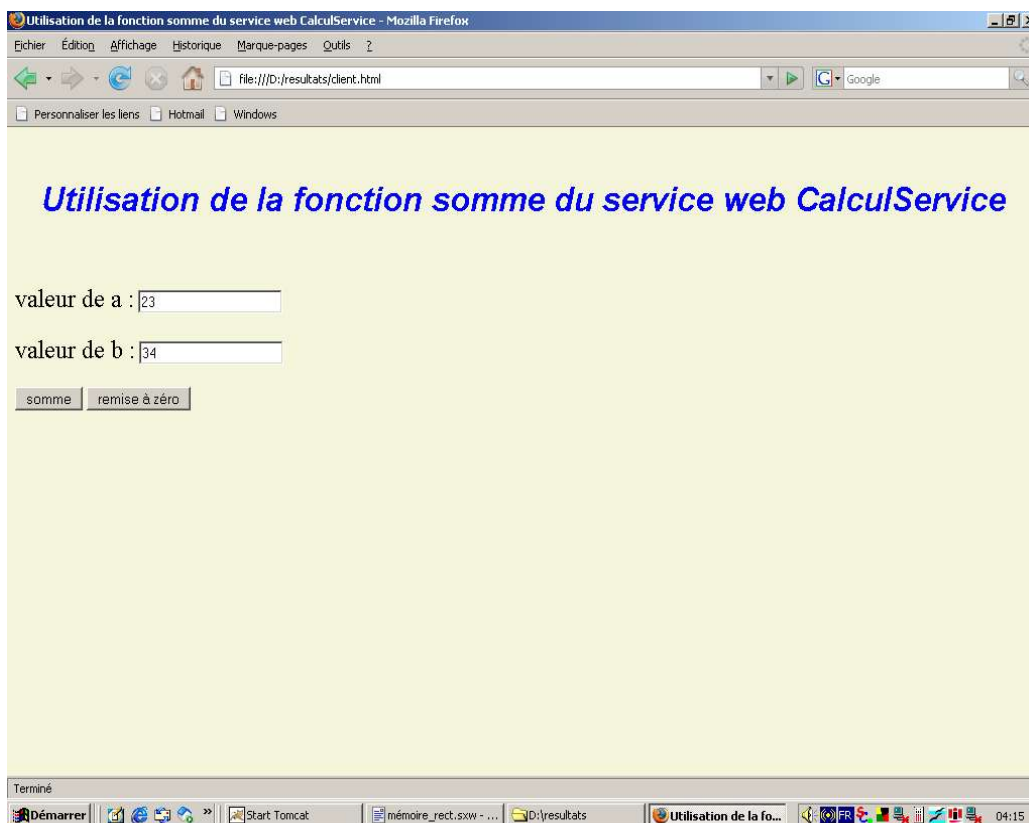 Utilisation de la fonction somme du service web CalculService - Mozilla Firefox
Fichier Édition Affichage Historique Marque-pages Outils ?
file:///D:/resultats/client.html
G Google
Personnaliser les liens Hotmail Windows
Utilisation de la fonction somme du service web CalculService
valeur de a : 23
valeur de b : 34
somme remise à zéro
Terminé
Démarrer » Start Tomcat mémoire_rect.sxw - ... D:\resultats Utilisation de la fo... FR 04:15